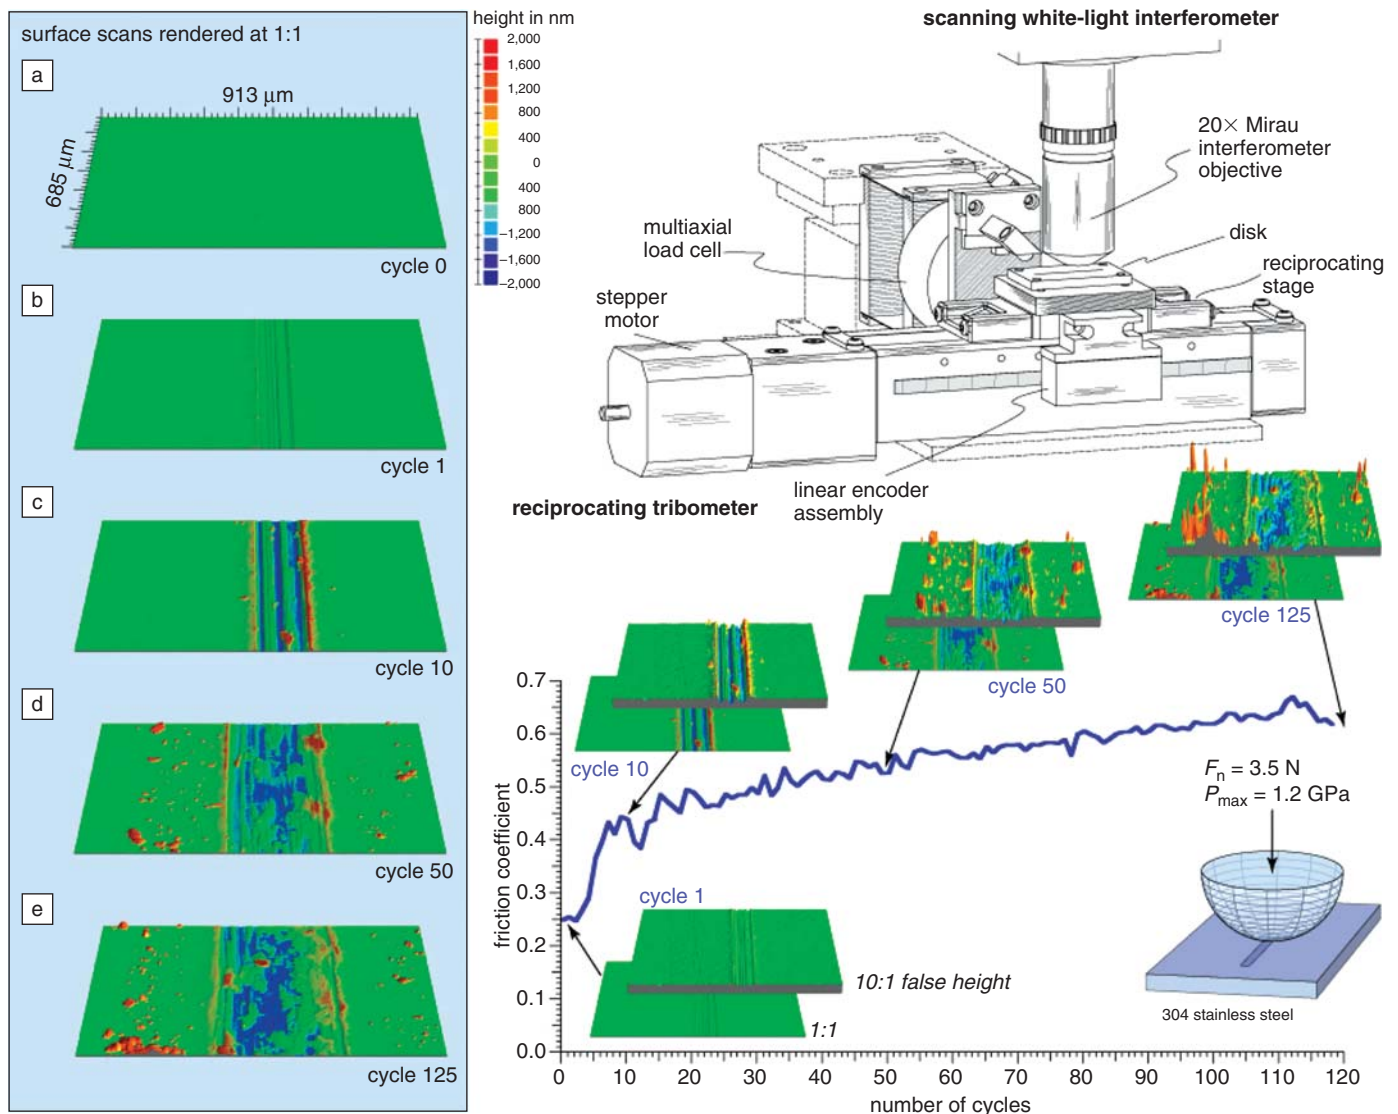 surface scans rendered at 1:1
a
913 μm
685 μm
cycle 0
b
cycle 1
c
cycle 10
d
cycle 50
e
cycle 125
height in nm
2,000
1,600
1,200
800
400
0
400
800
–1,200
–1,600
–2,000
scanning white-light interferometer
20× Mirau
interferometer
objective
multiaxial
load cell
disk
reciprocating
stage
stepper
motor
linear encoder
assembly
reciprocating tribometer
cycle 125
cycle 50
cycle 10
cycle 1
10:1 false height
1:1
Fn = 3.5 N
Pmax = 1.2 GPa
304 stainless steel
friction coefficient
0.7
0.6
0.5
0.4
0.3
0.2
0.1
0.0
0 10 20 30 40 50 60 70 80 90 100 110 120
number of cycles